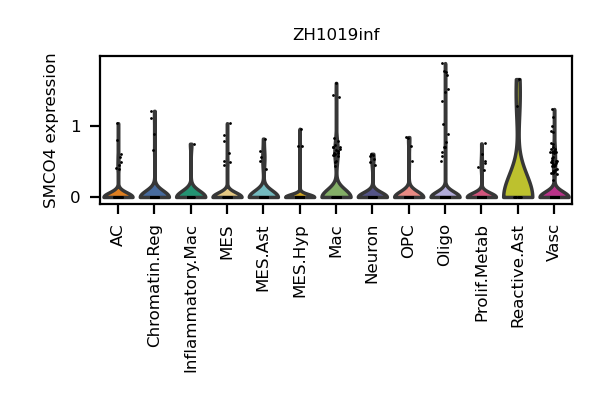 ZH1019inf
SMCO4 expression
1
0
AC
Chromatin.Reg
Inflammatory.Mac
MES
MES.Ast
MES.Hyp
Mac
Neuron
OPC
Oligo
Prolif.Metab
Reactive.Ast
Vasc